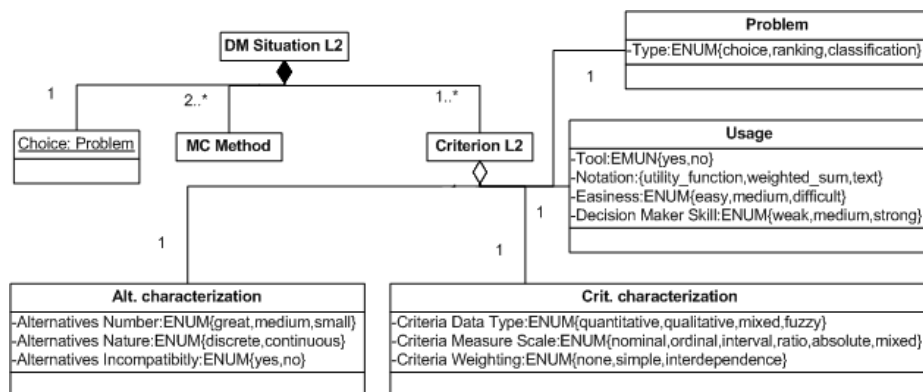 DM Situation L2
Problem
-Type:ENUM{choice,ranking,classification}
1
1
2..*
1..*
Choice: Problem
MC Method
Criterion L2
Usage
-Tool:EMUN{yes,no}
-Notation:{utility_function,weighted_sum,text}
-Easiness:ENUM{easy,medium,difficult}
-Decision Maker Skill:ENUM{weak,medium,strong}
1
1
1
Alt. characterization
-Alternatives Number:ENUM{great,medium,small}
-Alternatives Nature:ENUM{discrete,continuous}
-Alternatives Incompatibitly:ENUM{yes,no}
Crit. characterization
-Criteria Data Type:ENUM{quantitative,qualitative,mixed,fuzzy}
-Criteria Measure Scale:ENUM{nominal,ordinal,interval,ratio,absolute,mixed}
-Criteria Weighting:ENUM{none,simple,interdependence}